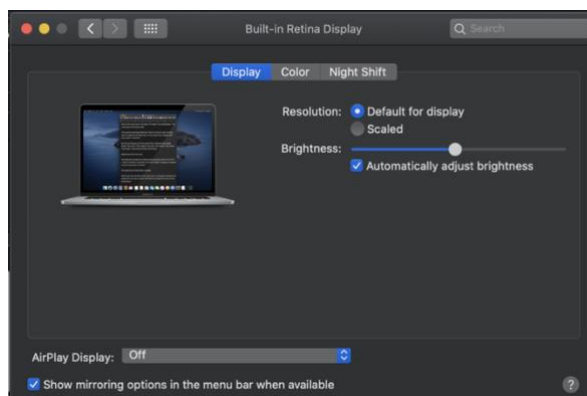 Built-in Retina Display
Search
Display
Color
Night Shift
Resolution:
Default for display
Scaled
Brightness:
Automatically adjust brightness
AirPlay Display:
Off
Show mirroring options in the menu bar when available
?